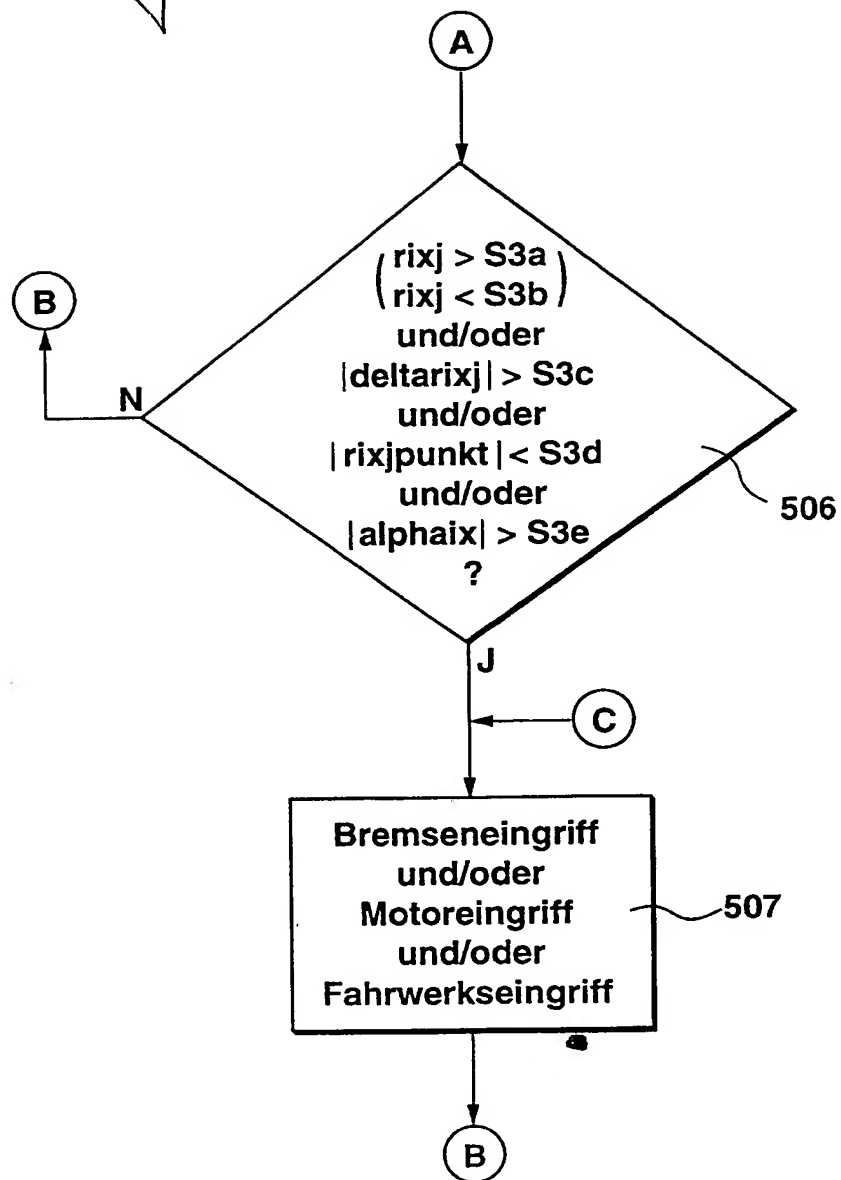 A
rixj > S3a
rixj < S3b
und/oder
|deltarixj| > S3c
und/oder
|rixjpunkt| < S3d
und/oder
|alphaix| > S3e
?
506
B
N
J
C
Bremseneingriff
und/oder
Motoreingriff
und/oder
Fahrwerkseingriff
507
B